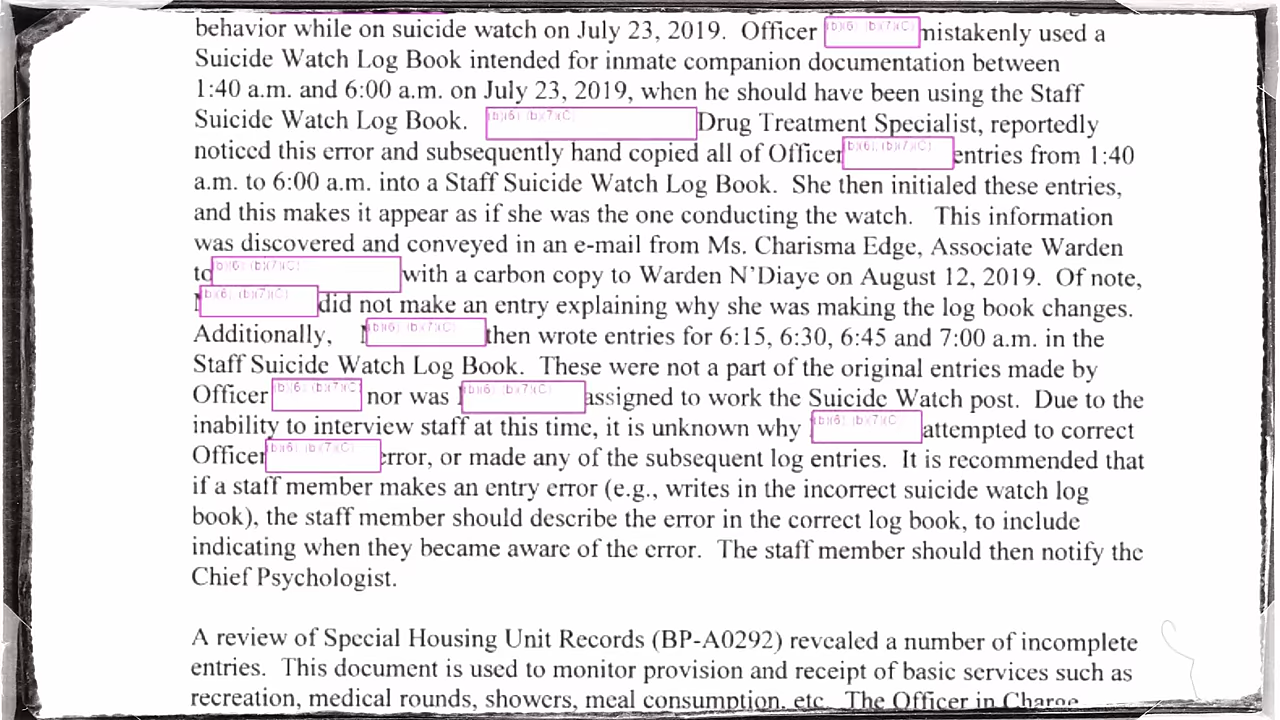 behavior while on suicide watch on July 23, 2019. Officer (b)(6); (b)(7)(C) mistakenly used a
Suicide Watch Log Book intended for inmate companion documentation between
1:40 a.m. and 6:00 a.m. on July 23, 2019, when he should have been using the Staff
Suicide Watch Log Book. (b)(6); (b)(7)(C) Drug Treatment Specialist, reportedly
noticed this error and subsequently hand copied all of Officer (b)(6); (b)(7)(C) entries from 1:40
a.m. to 6:00 a.m. into a Staff Suicide Watch Log Book. She then initialed these entries,
and this makes it appear as if she was the one conducting the watch. This information
was discovered and conveyed in an e-mail from Ms. Charisma Edge, Associate Warden
to (b)(6); (b)(7)(C) with a carbon copy to Warden N'Diaye on August 12, 2019. Of note,
(b)(6); (b)(7)(C) did not make an entry explaining why she was making the log book changes.
Additionally, (b)(6); (b)(7)(C) then wrote entries for 6:15, 6:30, 6:45 and 7:00 a.m. in the
Staff Suicide Watch Log Book. These were not a part of the original entries made by
Officer (b)(6); (b)(7)(C) nor was (b)(6); (b)(7)(C) assigned to work the Suicide Watch post. Due to the
inability to interview staff at this time, it is unknown why (b)(6); (b)(7)(C) attempted to correct
Officer (b)(6); (b)(7)(C) error, or made any of the subsequent log entries. It is recommended that
if a staff member makes an entry error (e.g., writes in the incorrect suicide watch log
book), the staff member should describe the error in the correct log book, to include
indicating when they became aware of the error. The staff member should then notify the
Chief Psychologist.
A review of Special Housing Unit Records (BP-A0292) revealed a number of incomplete
entries. This document is used to monitor provision and receipt of basic services such as
recreation, medical rounds, showers, meal consumption, etc. The Officer in Charge